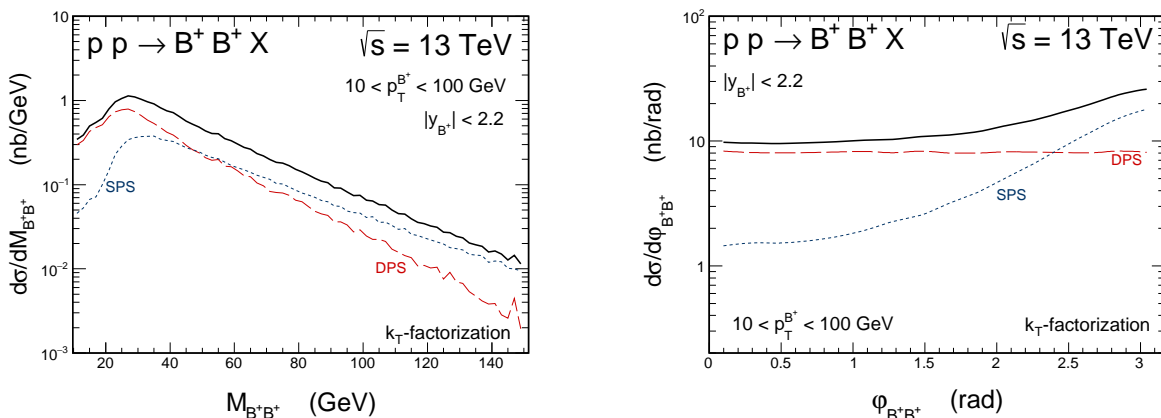 p p → B⁺ B⁺ X √s = 13 TeV
10 < p_T^{B⁺} < 100 GeV
|y_{B⁺}| < 2.2
SPS
DPS
k_T-factorization
dσ/dM_{B⁺B⁺} (nb/GeV)
10
1
10⁻¹
10⁻²
10⁻³
20 40 60 80 100 120 140
M_{B⁺B⁺} (GeV)
p p → B⁺ B⁺ X √s = 13 TeV
|y_{B⁺}| < 2.2
DPS
SPS
10 < p_T^{B⁺} < 100 GeV k_T-factorization
dσ/dφ_{B⁺B⁺} (nb/rad)
10²
10
1
0 0.5 1 1.5 2 2.5 3
φ_{B⁺B⁺} (rad)